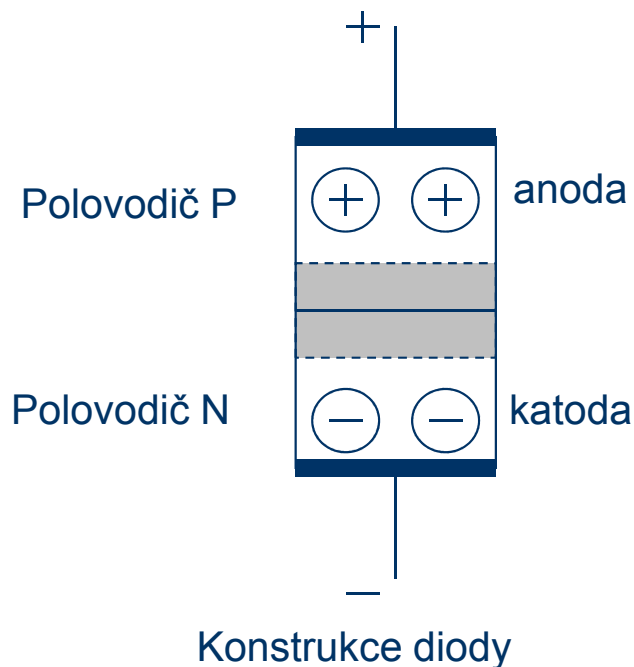 +
Polovodič P
+ +
anoda
Polovodič N
− −
katoda
−
Konstrukce diody